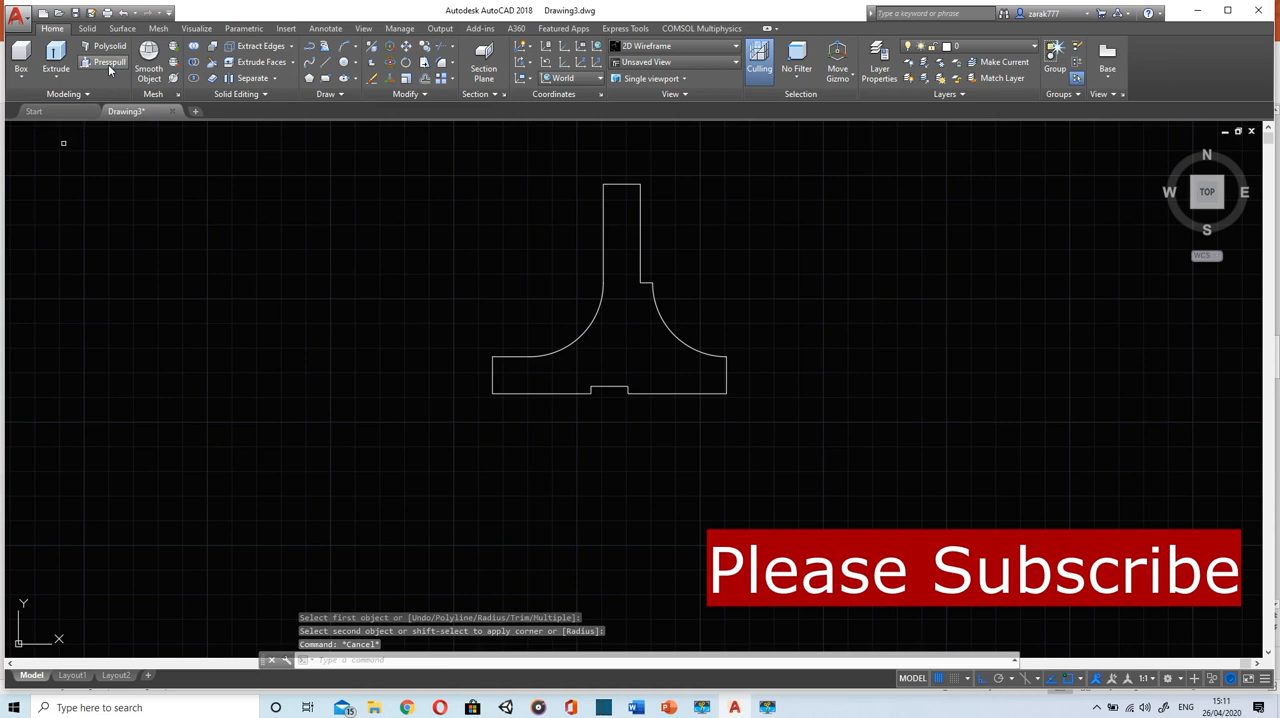 Autodesk AutoCAD 2018 Drawing3.dwg
Type a keyword or phrase
zarak777
Home Solid Surface Mesh Visualize Parametric Insert Annotate View Manage Output Add-ins A360 Featured Apps Express Tools COMSOL Multiphysics
Box Extrude Polysolid Presspull Smooth Object
Extract Edges Extrude Faces Separate
Section Plane
World
2D Wireframe Unsaved View Single viewport
Culling No Filter Move Gizmo
Layer Properties
0
Make Current Match Layer
Group Base
Modeling Mesh Solid Editing Draw Modify Section Coordinates View Selection Layers Groups View
Start Drawing3*
N
W TOP E
S
WCS
Please Subscribe
Y
X
Select first object or [Undo/Polyline/Radius/Trim/Multiple]:
Select second object or shift-select to apply corner or [Radius]:
Command: *Cancel*
Type a command
Model Layout1 Layout2 +
MODEL 1:1
Type here to search
15
ENG
15:11
26/04/2020